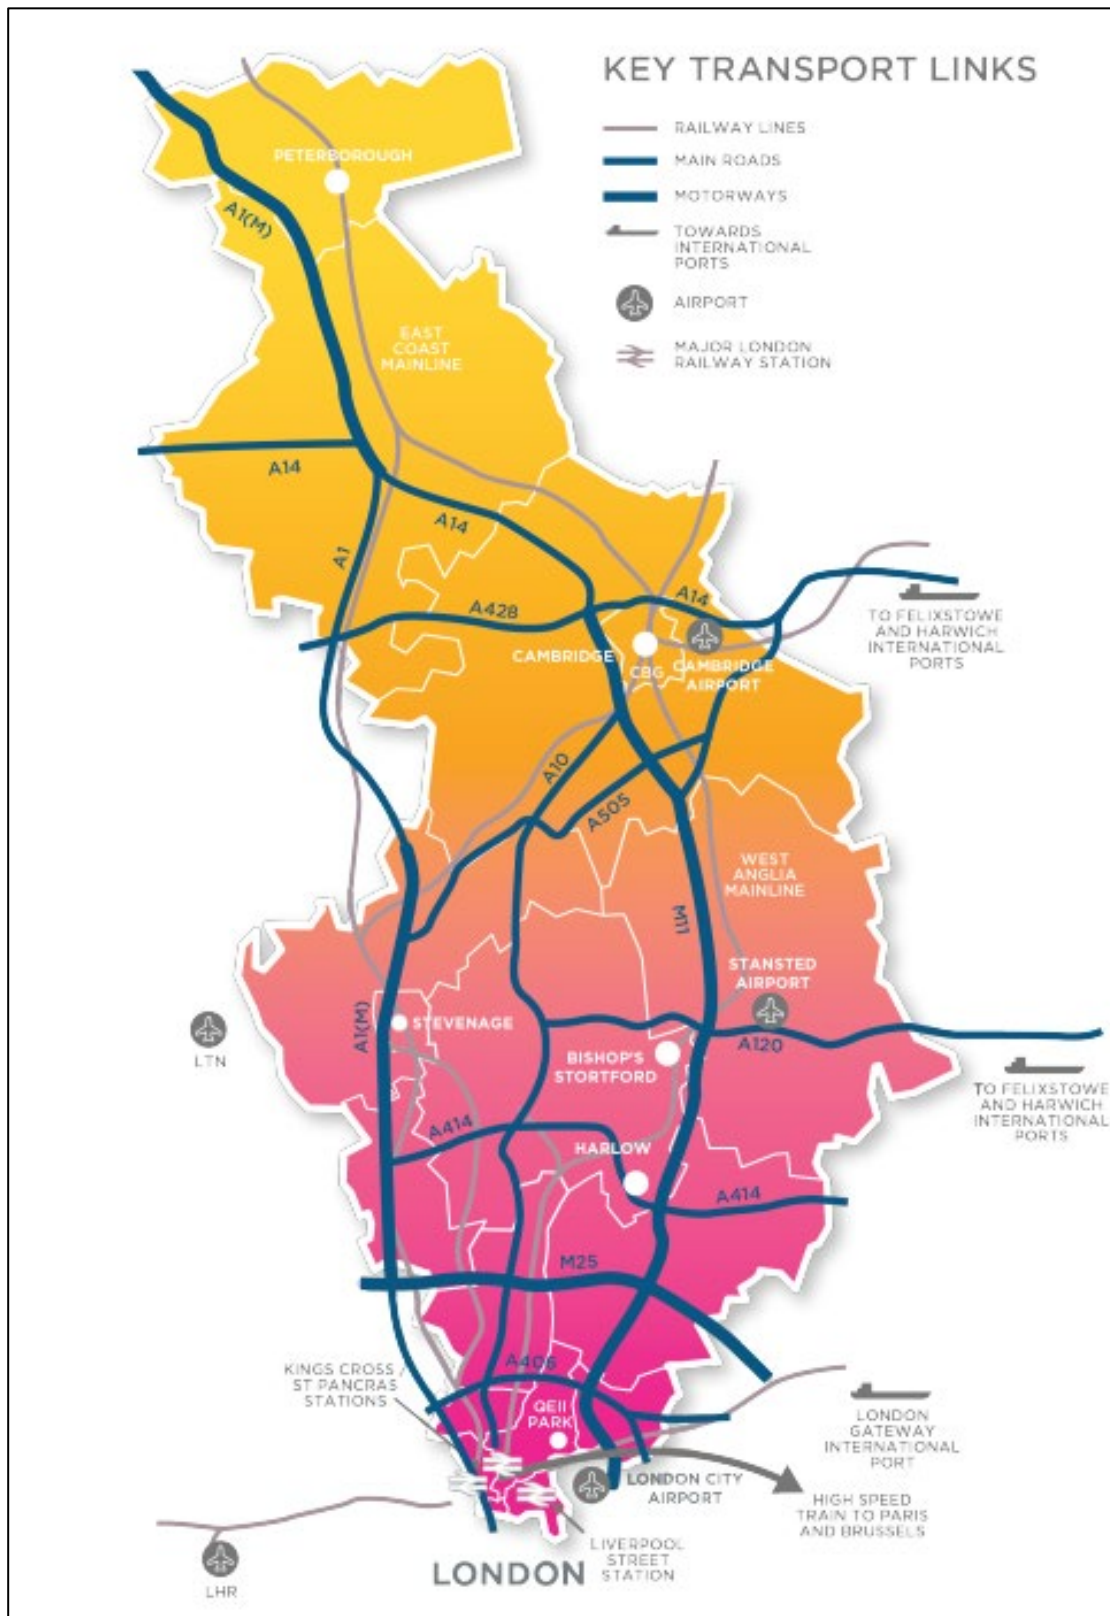 KEY TRANSPORT LINKS
RAILWAY LINES
MAIN ROADS
MOTORWAYS
TOWARDS
INTERNATIONAL
PORTS
AIRPORT
MAJOR LONDON
RAILWAY STATION
PETERBOROUGH
A1(M)
EAST
COAST
MAINLINE
A14
A14
A1
A428
A14
TO FELIXSTOWE
AND HARWICH
INTERNATIONAL
PORTS
CAMBRIDGE
CBG
CAMBRIDGE
AIRPORT
A10
A505
WEST
ANGLIA
MAINLINE
M11
STANSTED
AIRPORT
LTN
A1(M)
STEVENAGE
A120
BISHOP'S
STORTFORD
TO FELIXSTOWE
AND HARWICH
INTERNATIONAL
PORTS
A414
HARLOW
A414
M25
KINGS CROSS /
ST PANCRAS
STATIONS
A406
QEII
PARK
LONDON
GATEWAY
INTERNATIONAL
PORT
LONDON CITY
AIRPORT
HIGH SPEED
TRAIN TO PARIS
AND BRUSSELS
LIVERPOOL
STREET
STATION
LONDON
LHR